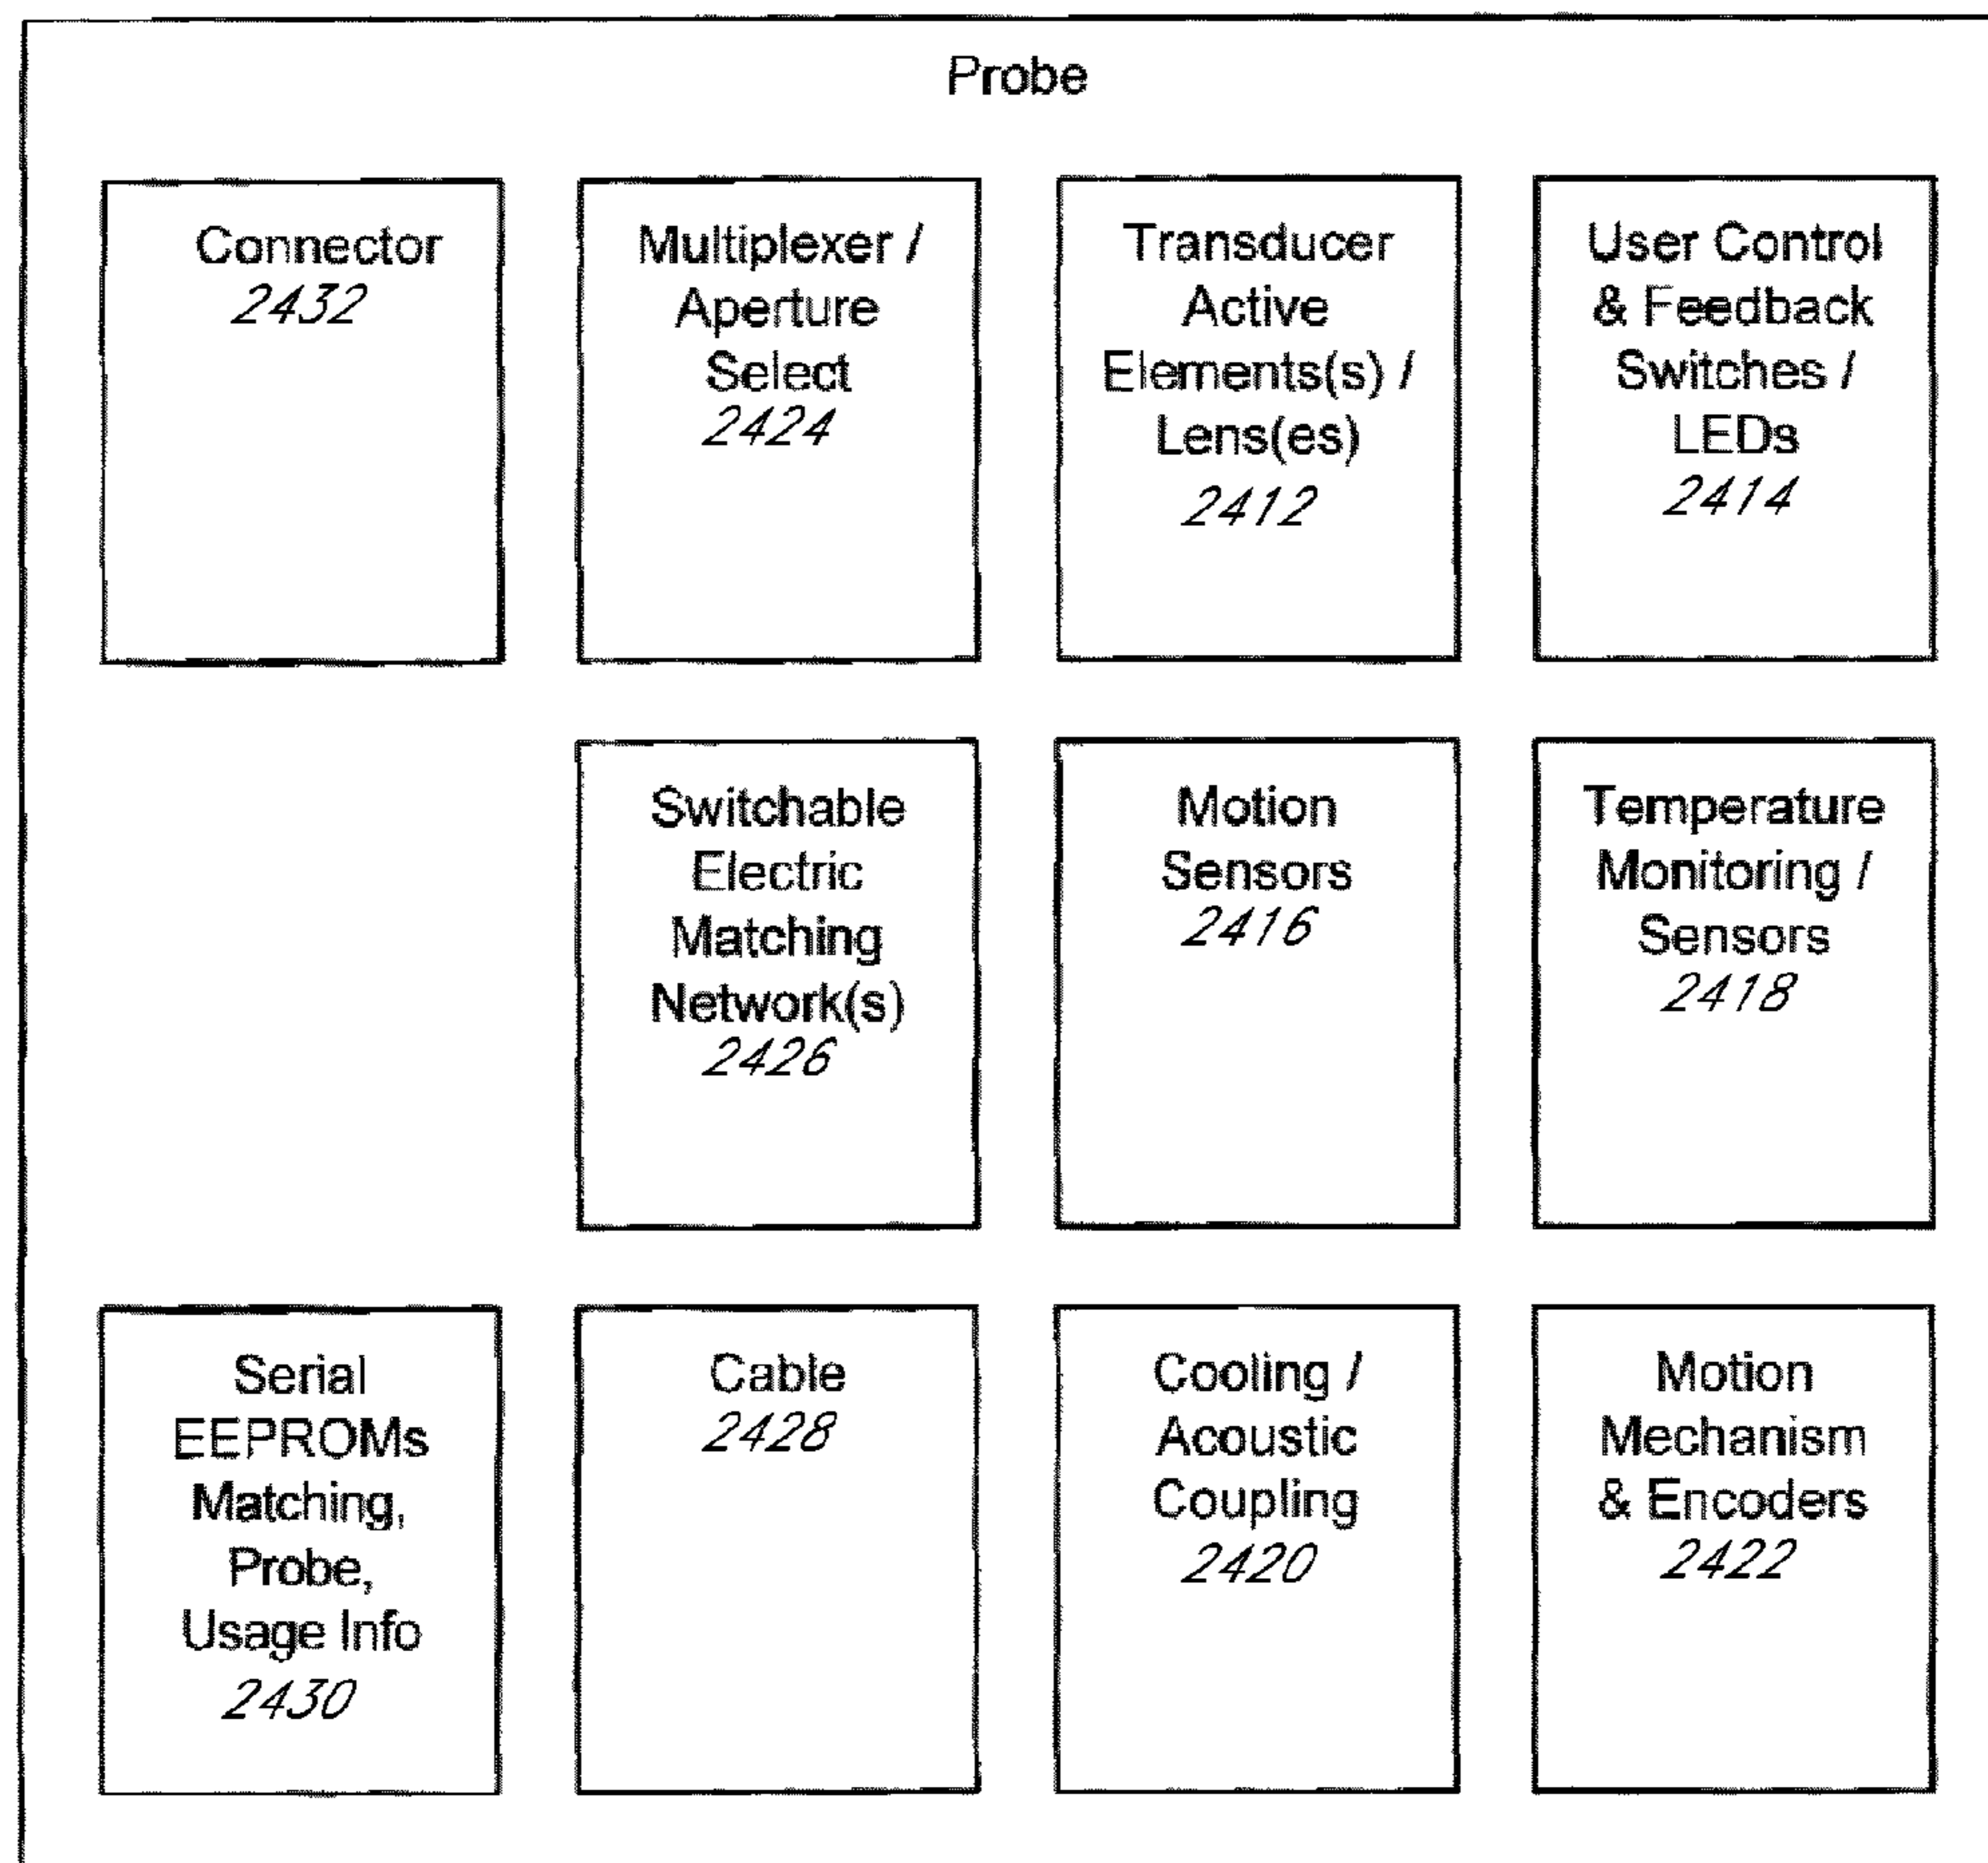 Probe
Connector
2432
Multiplexer /
Aperture
Select
2424
Transducer
Active
Elements(s) /
Lens(es)
2412
User Control
& Feedback
Switches /
LEDs
2414
Switchable
Electric
Matching
Network(s)
2426
Motion
Sensors
2416
Temperature
Monitoring /
Sensors
2418
Serial
EEPROMs
Matching,
Probe,
Usage Info
2430
Cable
2428
Cooling /
Acoustic
Coupling
2420
Motion
Mechanism
& Encoders
2422